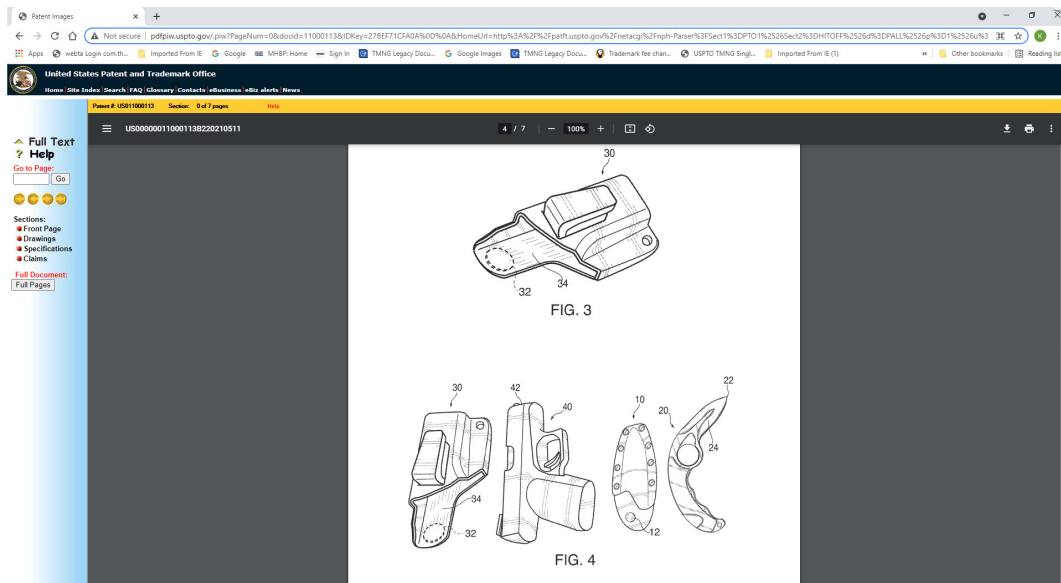 Patent Images
Not secure | pdfpiw.uspto.gov/.piw?PageNum=0&docid=11000113&IDKey=27BEF71CFA0A%0D%0A&HomeUrl=http%3A%2F%2Fpatft.uspto.gov%2Fnetacgi%2Fnph-Parser%3FSect1%3DPTO1%2526Sect2%3DHITOFF%2526d%3DPALL%2526p%3D1%2526u%3
K
Apps webta Login·com.th... Imported From IE Google MHBP: Home Sign In TMNG Legacy Docu... Google Images TMNG Legacy Docu... Trademark fee chan... USPTO TMNG Singl... Imported From IE (1) » Other bookmarks Reading list
United States Patent and Trademark Office
Home|Site Index|Search|FAQ|Glossary|Contacts|eBusiness|eBiz alerts|News
Patent #: US011000113 Section: 0 of 7 pages Help
US00000011000113B220210511 4 / 7 | — 100% +
Full Text
? Help
Go to Page:
Go
Sections:
Front Page
Drawings
Specifications
Claims
Full Document:
Full Pages
30
34
32
FIG. 3
30
42
40
10
20
22
24
34
32
12
FIG. 4